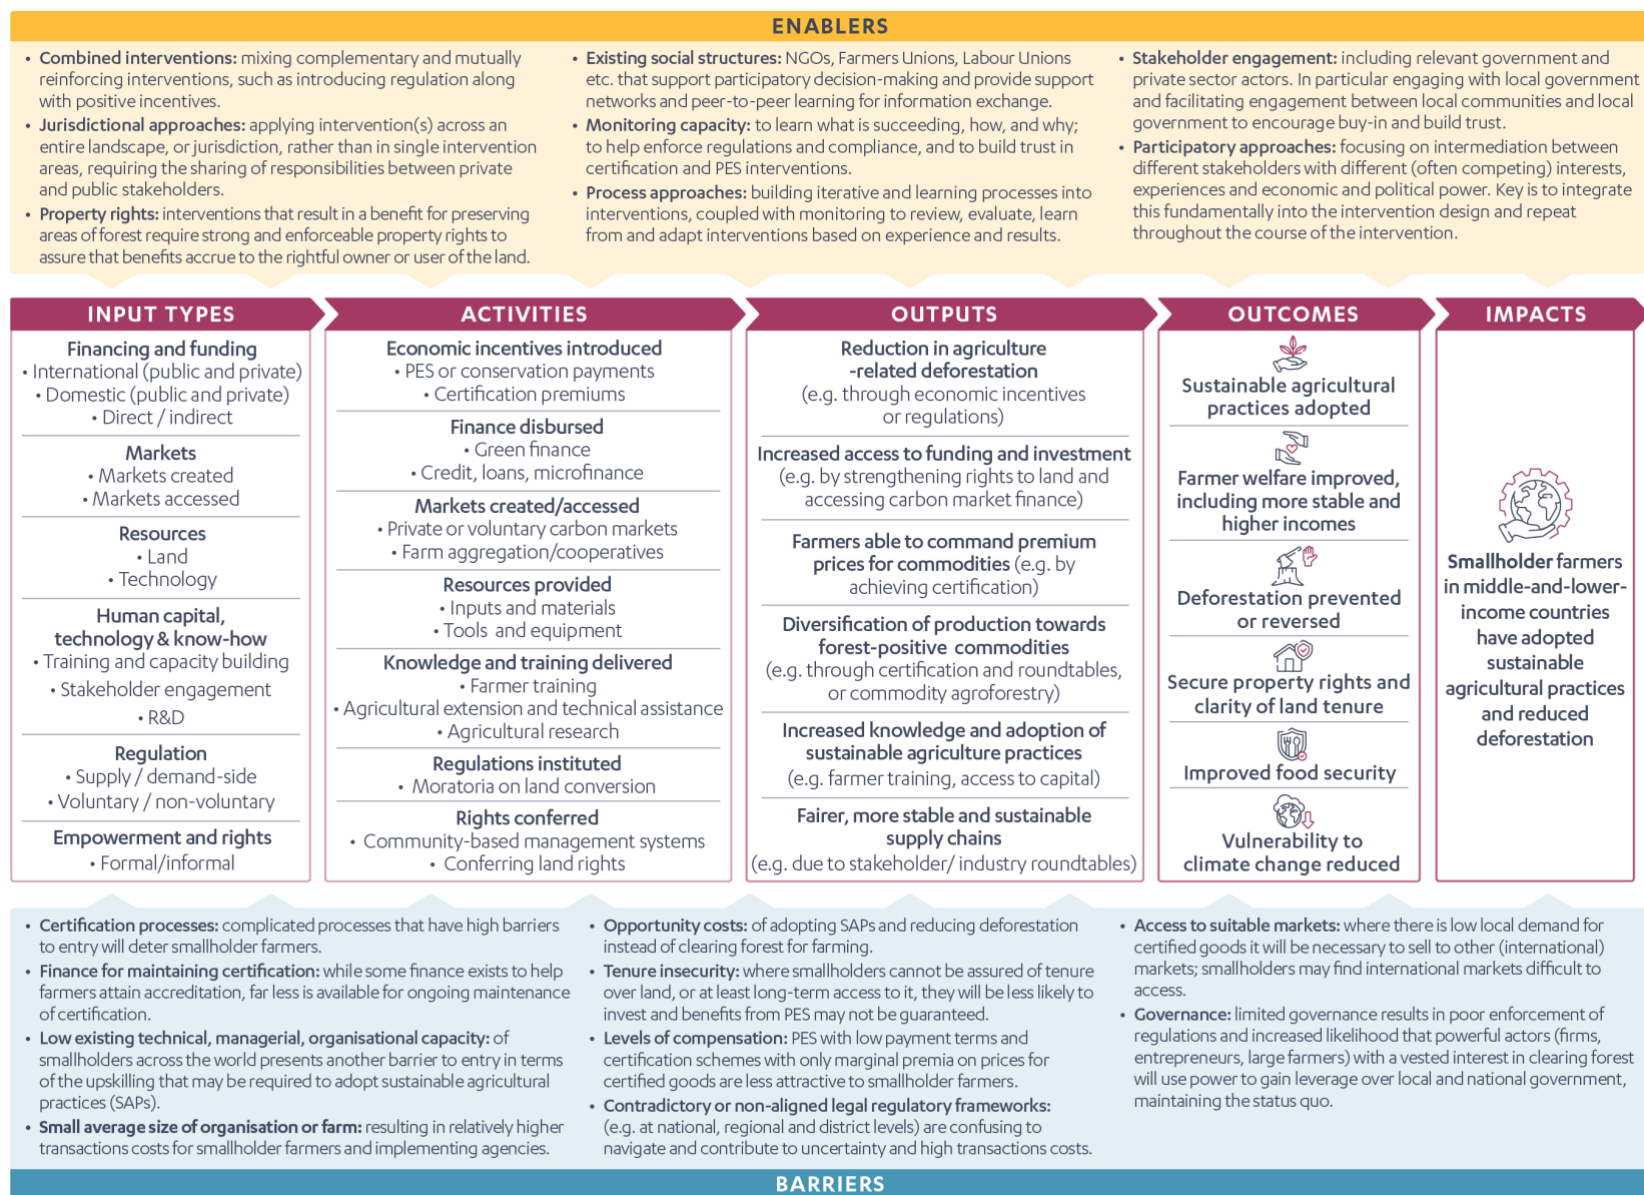 ENABLERS
• Combined interventions: mixing complementary and mutually
reinforcing interventions, such as introducing regulation along
with positive incentives.
• Jurisdictional approaches: applying intervention(s) across an
entire landscape, or jurisdiction, rather than in single intervention
areas, requiring the sharing of responsibilities between private
and public stakeholders.
• Property rights: interventions that result in a benefit for preserving
areas of forest require strong and enforceable property rights to
assure that benefits accrue to the rightful owner or user of the land.
• Existing social structures: NGOs, Farmers Unions, Labour Unions
etc. that support participatory decision-making and provide support
networks and peer-to-peer learning for information exchange.
• Monitoring capacity: to learn what is succeeding, how, and why;
to help enforce regulations and compliance, and to build trust in
certification and PES interventions.
• Process approaches: building iterative and learning processes into
interventions, coupled with monitoring to review, evaluate, learn
from and adapt interventions based on experience and results.
• Stakeholder engagement: including relevant government and
private sector actors. In particular engaging with local government
and facilitating engagement between local communities and local
government to encourage buy-in and build trust.
• Participatory approaches: focusing on intermediation between
different stakeholders with different (often competing) interests,
experiences and economic and political power. Key is to integrate
this fundamentally into the intervention design and repeat
throughout the course of the intervention.
INPUT TYPES
Financing and funding
• International (public and private)
• Domestic (public and private)
• Direct / indirect
Markets
• Markets created
• Markets accessed
Resources
• Land
• Technology
Human capital,
technology & know-how
• Training and capacity building
• Stakeholder engagement
• R&D
Regulation
• Supply / demand-side
• Voluntary / non-voluntary
Empowerment and rights
• Formal/informal
ACTIVITIES
Economic incentives introduced
• PES or conservation payments
• Certification premiums
Finance disbursed
• Green finance
• Credit, loans, microfinance
Markets created/accessed
• Private or voluntary carbon markets
• Farm aggregation/cooperatives
Resources provided
• Inputs and materials
• Tools and equipment
Knowledge and training delivered
• Farmer training
• Agricultural extension and technical assistance
• Agricultural research
Regulations instituted
• Moratoria on land conversion
Rights conferred
• Community-based management systems
• Conferring land rights
OUTPUTS
Reduction in agriculture
-related deforestation
(e.g. through economic incentives
or regulations)
Increased access to funding and investment
(e.g. by strengthening rights to land and
accessing carbon market finance)
Farmers able to command premium
prices for commodities (e.g. by
achieving certification)
Diversification of production towards
forest-positive commodities
(e.g. through certification and roundtables,
or commodity agroforestry)
Increased knowledge and adoption of
sustainable agriculture practices
(e.g. farmer training, access to capital)
Fairer, more stable and sustainable
supply chains
(e.g. due to stakeholder/ industry roundtables)
OUTCOMES
Sustainable agricultural
practices adopted
Farmer welfare improved,
including more stable and
higher incomes
Deforestation prevented
or reversed
Secure property rights and
clarity of land tenure
Improved food security
Vulnerability to
climate change reduced
IMPACTS
Smallholder farmers
in middle-and-lower-
income countries
have adopted
sustainable
agricultural practices
and reduced
deforestation
• Certification processes: complicated processes that have high barriers
to entry will deter smallholder farmers.
• Finance for maintaining certification: while some finance exists to help
farmers attain accreditation, far less is available for ongoing maintenance
of certification.
• Low existing technical, managerial, organisational capacity: of
smallholders across the world presents another barrier to entry in terms
of the upskilling that may be required to adopt sustainable agricultural
practices (SAPs).
• Small average size of organisation or farm: resulting in relatively higher
transactions costs for smallholder farmers and implementing agencies.
• Opportunity costs: of adopting SAPs and reducing deforestation
instead of clearing forest for farming.
• Tenure insecurity: where smallholders cannot be assured of tenure
over land, or at least long-term access to it, they will be less likely to
invest and benefits from PES may not be guaranteed.
• Levels of compensation: PES with low payment terms and
certification schemes with only marginal premia on prices for
certified goods are less attractive to smallholder farmers.
• Contradictory or non-aligned legal regulatory frameworks:
(e.g. at national, regional and district levels) are confusing to
navigate and contribute to uncertainty and high transactions costs.
• Access to suitable markets: where there is low local demand for
certified goods it will be necessary to sell to other (international)
markets; smallholders may find international markets difficult to
access.
• Governance: limited governance results in poor enforcement of
regulations and increased likelihood that powerful actors (firms,
entrepreneurs, large farmers) with a vested interest in clearing forest
will use power to gain leverage over local and national government,
maintaining the status quo.
BARRIERS